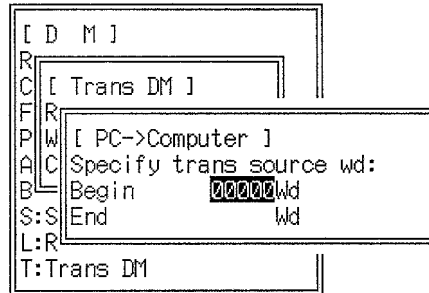 [ D M ]
R
C [ Trans DM ]
F R
P W [ PC->Computer ]
A C Specify trans source wd:
B Begin 00000Wd
S:S End Wd
L:R
T:Trans DM